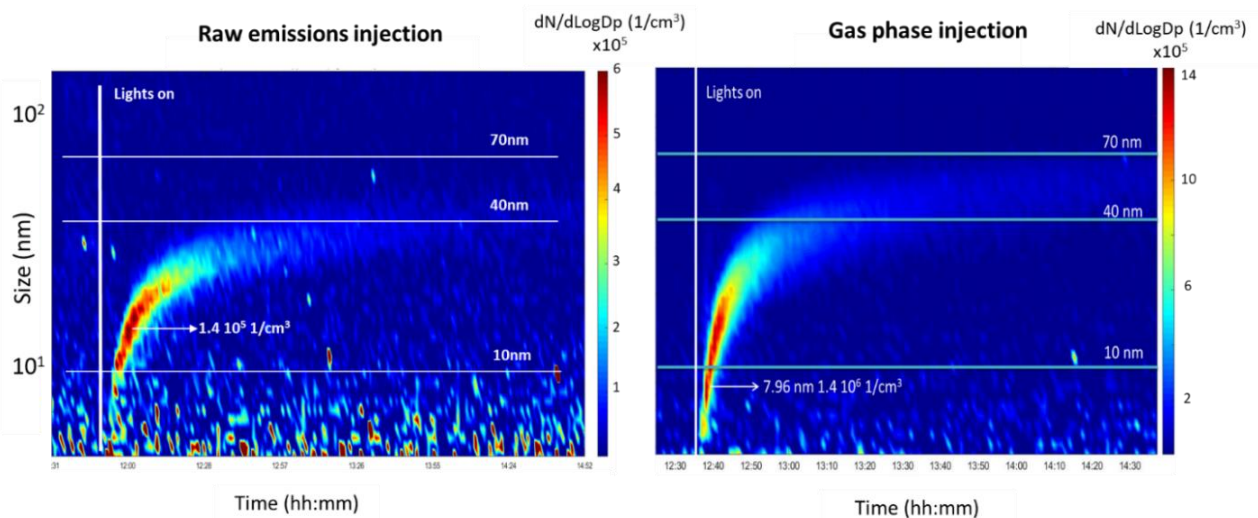 Raw emissions injection
dN/dLogDp (1/cm³)
x10⁵
Lights on
70nm
40nm
1.4 10⁵ 1/cm³
10nm
10²
10¹
Size (nm)
6
5
4
3
2
1
:31 12:00 12:28 12:57 13:26 13:55 14:24 14:52
Time (hh:mm)
Gas phase injection
dN/dLogDp (1/cm³)
x10⁵
Lights on
70 nm
40 nm
10 nm
7.96 nm 1.4 10⁶ 1/cm³
14
10
6
2
12:30 12:40 12:50 13:00 13:10 13:20 13:30 13:40 13:50 14:00 14:10 14:20 14:30
Time (hh:mm)